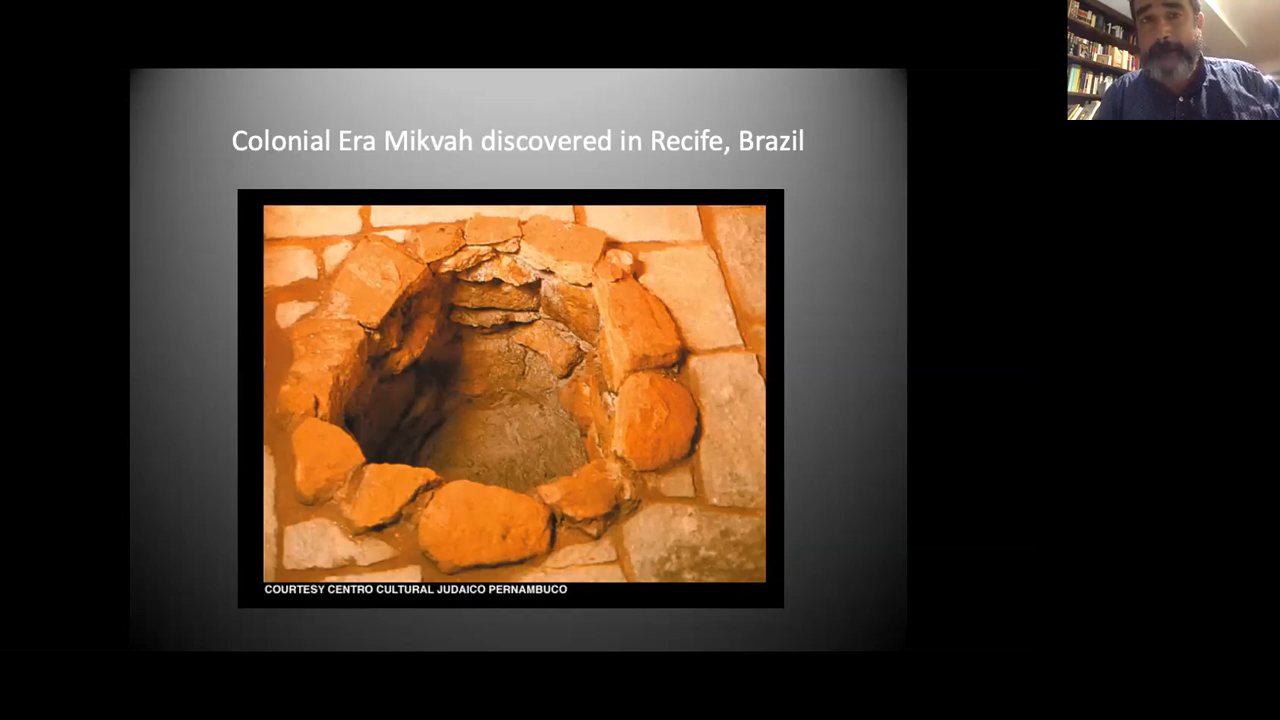 Colonial Era Mikvah discovered in Recife, Brazil
COURTESY CENTRO CULTURAL JUDAICO PERNAMBUCO